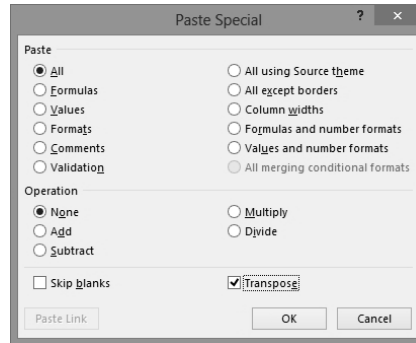 Paste Special ? ×
Paste
All All using Source theme
Formulas All except borders
Values Column widths
Formats Formulas and number formats
Comments Values and number formats
Validation All merging conditional formats
Operation
None Multiply
Add Divide
Subtract
Skip blanks Transpose
Paste Link OK Cancel